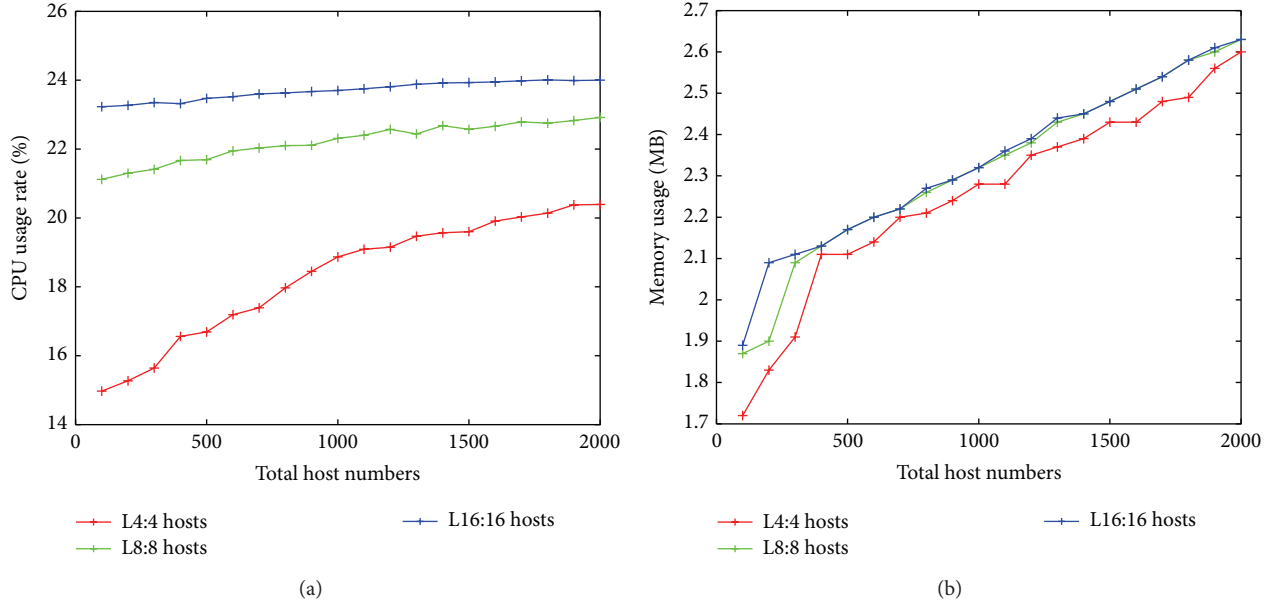 26
24
22
20
18
16
14
CPU usage rate (%)
0
500
1000
1500
2000
Total host numbers
L4:4 hosts
L8:8 hosts
L16:16 hosts
(a)
2.7
2.6
2.5
2.4
2.3
2.2
2.1
2
1.9
1.8
1.7
Memory usage (MB)
0
500
1000
1500
2000
Total host numbers
L4:4 hosts
L8:8 hosts
L16:16 hosts
(b)